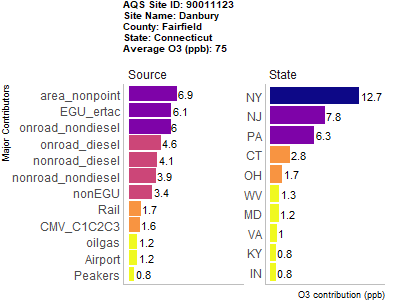 AQS Site ID: 90011123
Site Name: Danbury
County: Fairfield
State: Connecticut
Average O3 (ppb): 75
Major Contributors
Source
area_nonpoint 6.9
EGU_ertac 6.1
onroad_nondiesel 6
onroad_diesel 4.6
nonroad_diesel 4.1
nonroad_nondiesel 3.9
nonEGU 3.4
Rail 1.7
CMV_C1C2C3 1.6
oilgas 1.2
Airport 1.2
Peakers 0.8
State
NY 12.7
NJ 7.8
PA 6.3
CT 2.8
OH 1.7
WV 1.3
MD 1.2
VA 1
KY 0.8
IN 0.8
O3 contribution (ppb)